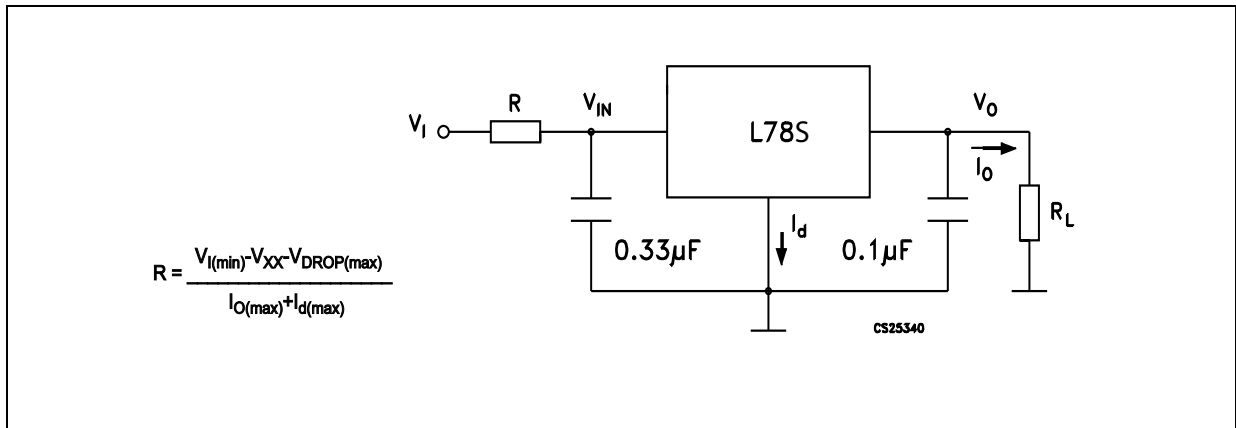 R
V_IN
V_O
V_I
L78S
I_O
R_L
I_d
0.33µF
0.1µF
R = V_I(min)-V_XX-V_DROP(max)
I_O(max)+I_d(max)
CS25340